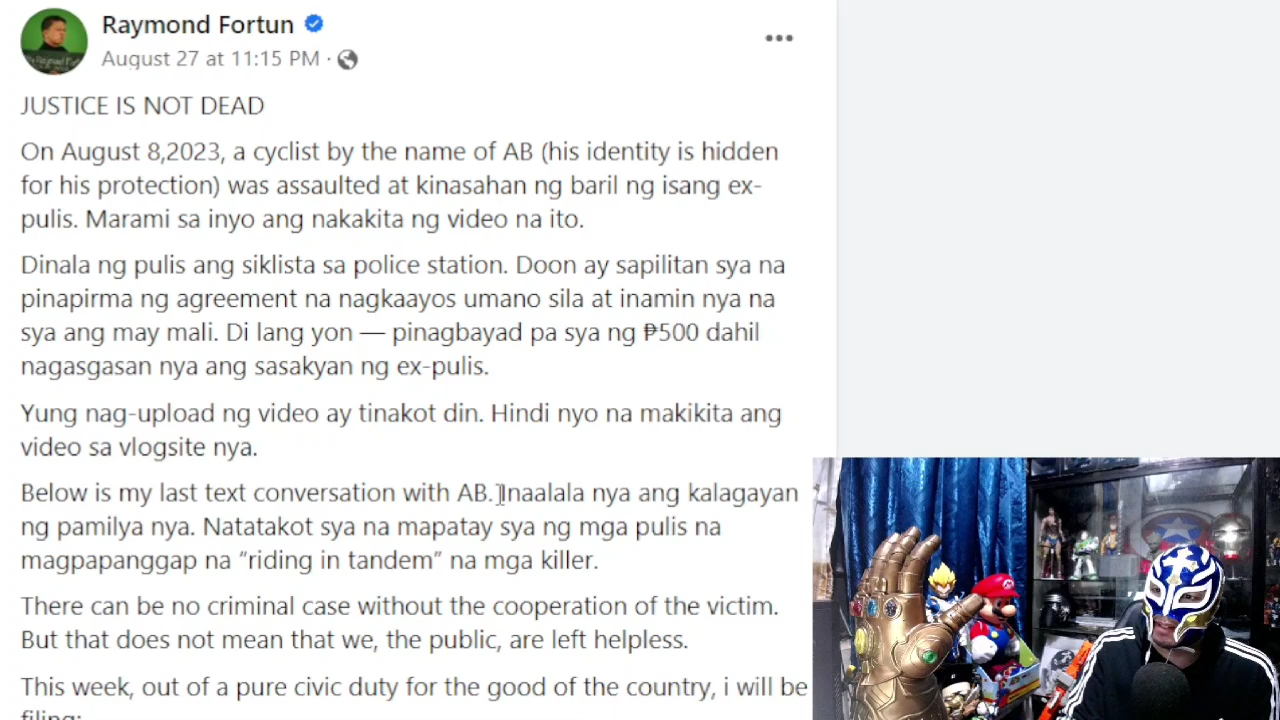 Raymond Fortun
August 27 at 11:15 PM ·
JUSTICE IS NOT DEAD
On August 8,2023, a cyclist by the name of AB (his identity is hidden
for his protection) was assaulted at kinasahan ng baril ng isang ex-
pulis. Marami sa inyo ang nakakita ng video na ito.
Dinala ng pulis ang siklista sa police station. Doon ay sapilitan sya na
pinapirma ng agreement na nagkaayos umano sila at inamin nya na
sya ang may mali. Di lang yon — pinagbayad pa sya ng ₱500 dahil
nagasgasan nya ang sasakyan ng ex-pulis.
Yung nag-upload ng video ay tinakot din. Hindi nyo na makikita ang
video sa vlogsite nya.
Below is my last text conversation with AB. Inaalala nya ang kalagayan
ng pamilya nya. Natatakot sya na mapatay sya ng mga pulis na
magpapanggap na “riding in tandem” na mga killer.
There can be no criminal case without the cooperation of the victim.
But that does not mean that we, the public, are left helpless.
This week, out of a pure civic duty for the good of the country, i will be
filing: